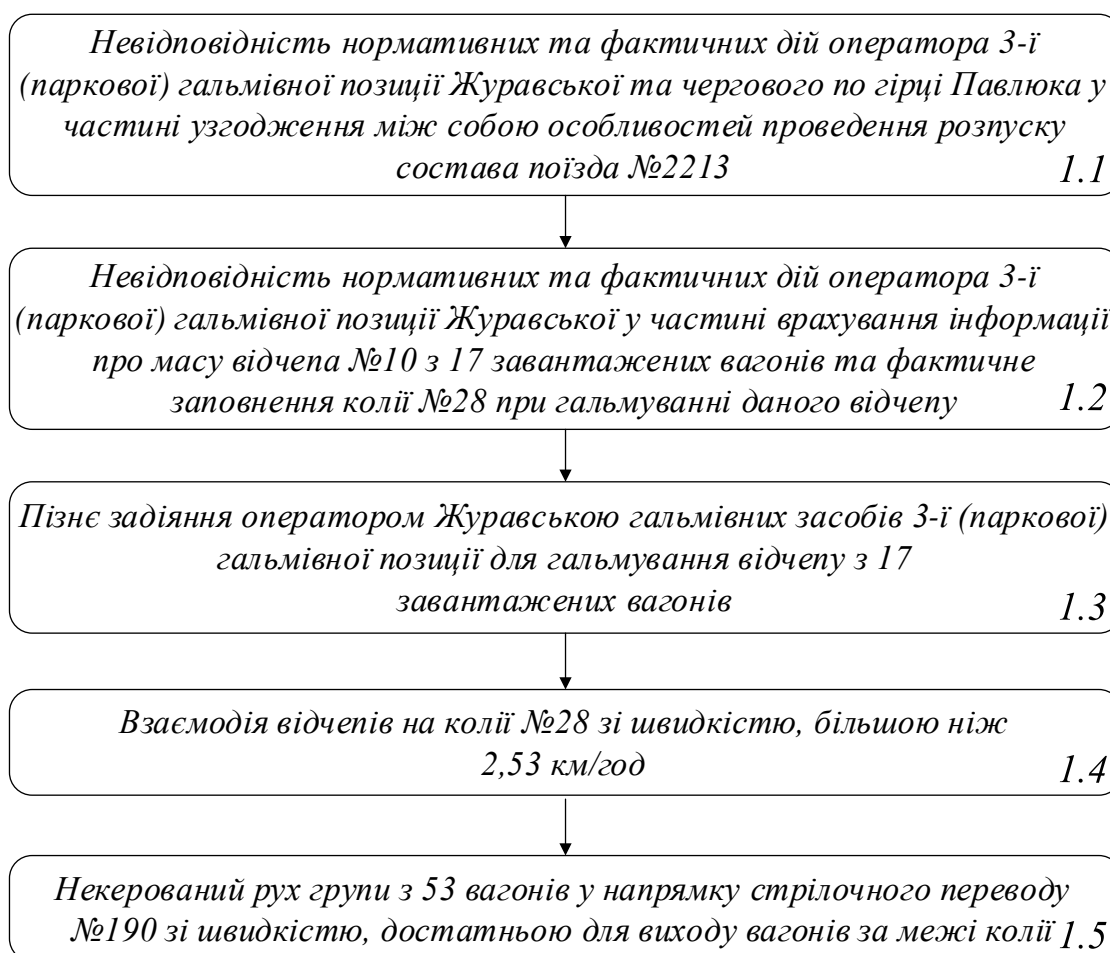 Невідповідність нормативних та фактичних дій оператора 3-ї
(паркової) гальмівної позиції Журавської та чергового по гірці Павлюка у
частині узгодження між собою особливостей проведення розпуску
состава поїзда №2213
1.1
Невідповідність нормативних та фактичних дій оператора 3-ї
(паркової) гальмівної позиції Журавської у частині врахування інформації
про масу відчепа №10 з 17 завантажених вагонів та фактичне
заповнення колії №28 при гальмуванні даного відчепу
1.2
Пізнє задіяння оператором Журавською гальмівних засобів 3-ї (паркової)
гальмівної позиції для гальмування відчепу з 17
завантажених вагонів
1.3
Взаємодія відчепів на колії №28 зі швидкістю, більшою ніж
2,53 км/год
1.4
Некерований рух групи з 53 вагонів у напрямку стрілочного переводу
№190 зі швидкістю, достатньою для виходу вагонів за межі колії
1.5